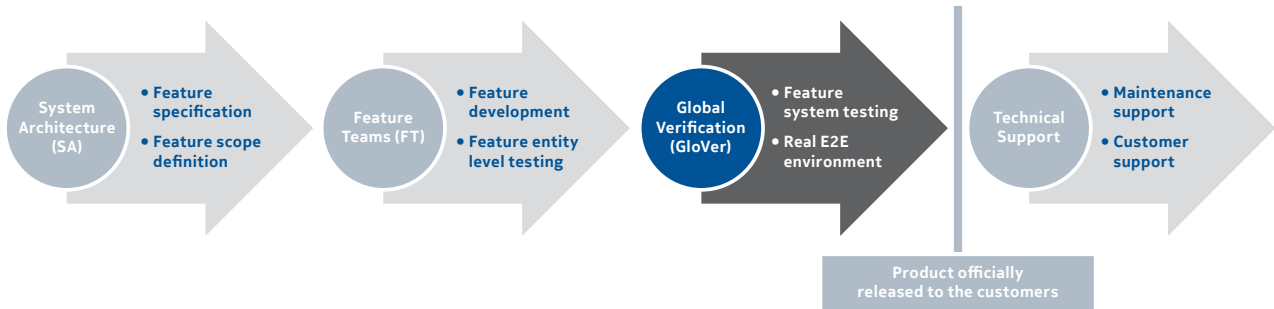 System
Architecture
(SA)
• Feature
specification
• Feature scope
definition
Feature
Teams (FT)
• Feature
development
• Feature entity
level testing
Global
Verification
(GloVer)
• Feature
system testing
• Real E2E
environment
Technical
Support
• Maintenance
support
• Customer
support
Product officially
released to the customers